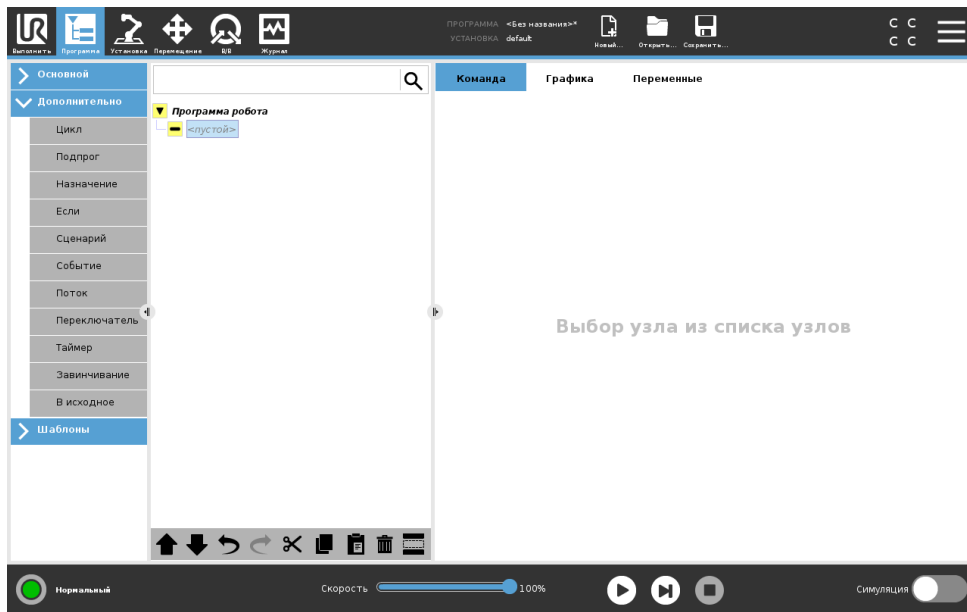 UR
ПРОГРАММА <Без названия>*
УСТАНОВКА default
C C
C C
Выполнить Программа Установка Перемещение В/В Журнал Новый... Открыть... Сохранить...
Основной
Дополнительно
Цикл
Подпрог
Назначение
Если
Сценарий
Событие
Поток
Переключатель
Таймер
Завинчивание
В исходное
Шаблоны
Программа робота
<пустой>
Команда Графика Переменные
Выбор узла из списка узлов
Нормальный Скорость 100% Симуляция